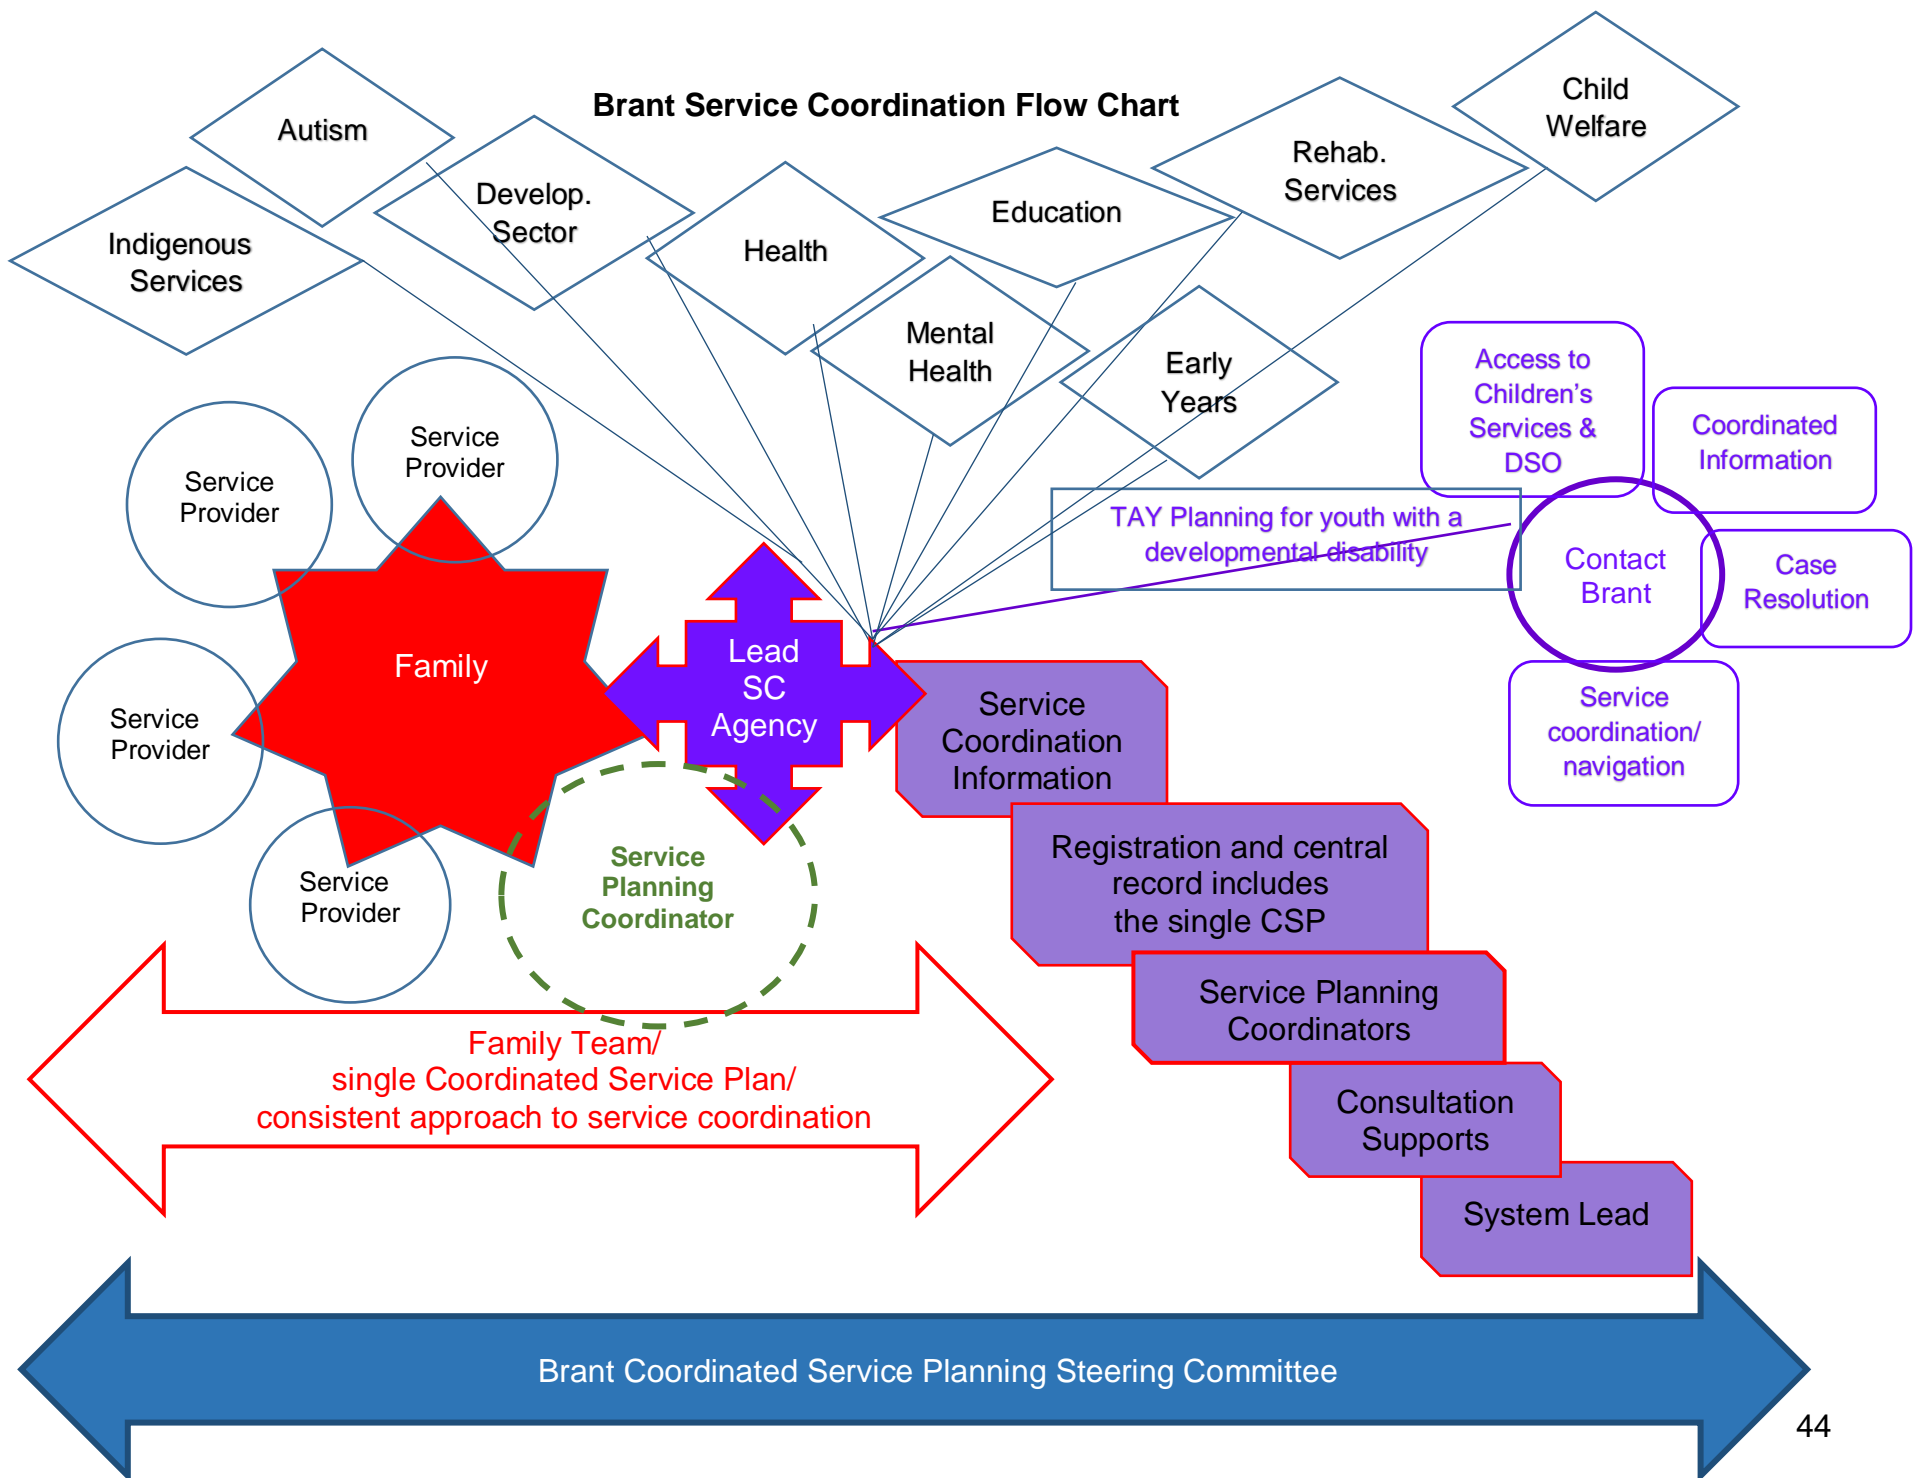 Brant Service Coordination Flow Chart
Autism
Indigenous
Services
Develop.
Sector
Health
Education
Mental
Health
Rehab.
Services
Early
Years
Child
Welfare
Service
Provider
Service
Provider
Service
Provider
Service
Provider
Family
Lead
SC
Agency
Service
Planning
Coordinator
TAY Planning for youth with a
developmental disability
Access to
Children’s
Services &
DSO
Coordinated
Information
Contact
Brant
Case
Resolution
Service
coordination/
navigation
Service
Coordination
Information
Registration and central
record includes
the single CSP
Service Planning
Coordinators
Consultation
Supports
System Lead
Family Team/
single Coordinated Service Plan/
consistent approach to service coordination
Brant Coordinated Service Planning Steering Committee
44